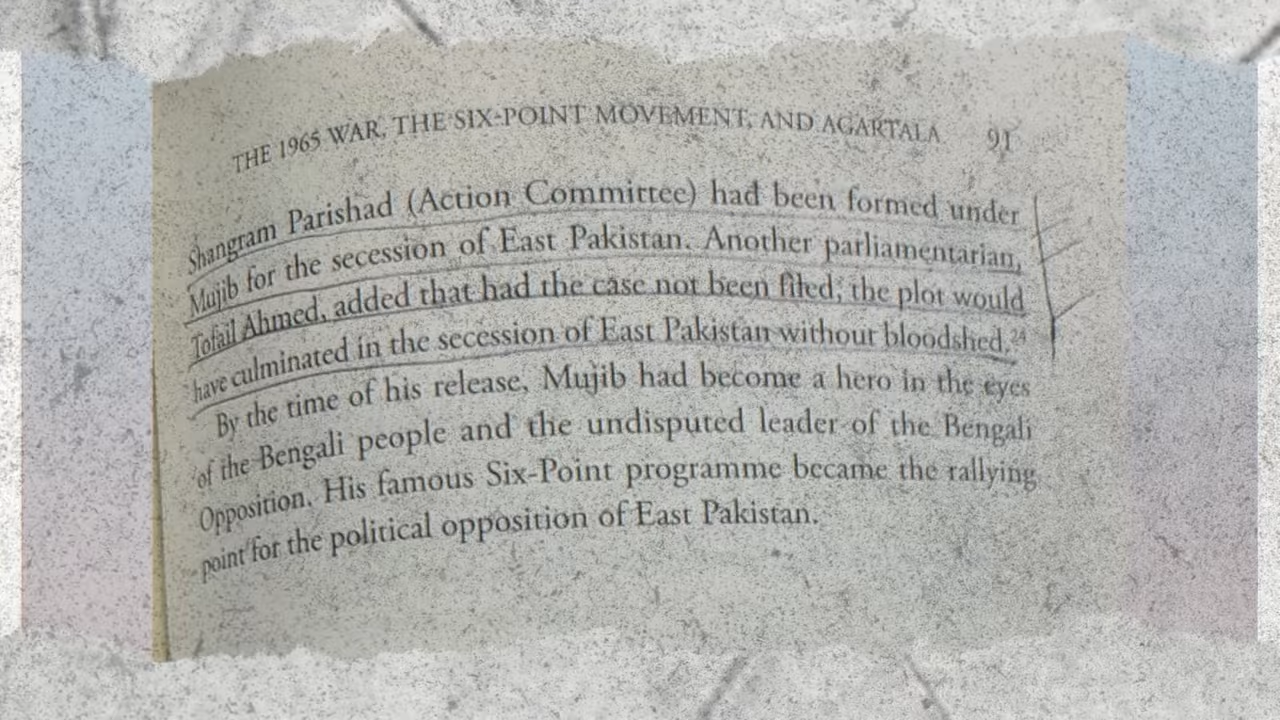 THE 1965 WAR, THE SIX-POINT MOVEMENT, AND AGARTALA 91
Shangram Parishad (Action Committee) had been formed under
Mujib for the secession of East Pakistan. Another parliamentarian,
Tofail Ahmed, added that had the case not been filed, the plot would
have culminated in the secession of East Pakistan without bloodshed.24
By the time of his release, Mujib had become a hero in the eyes
of the Bengali people and the undisputed leader of the Bengali
Opposition. His famous Six-Point programme became the rallying
point for the political opposition of East Pakistan.